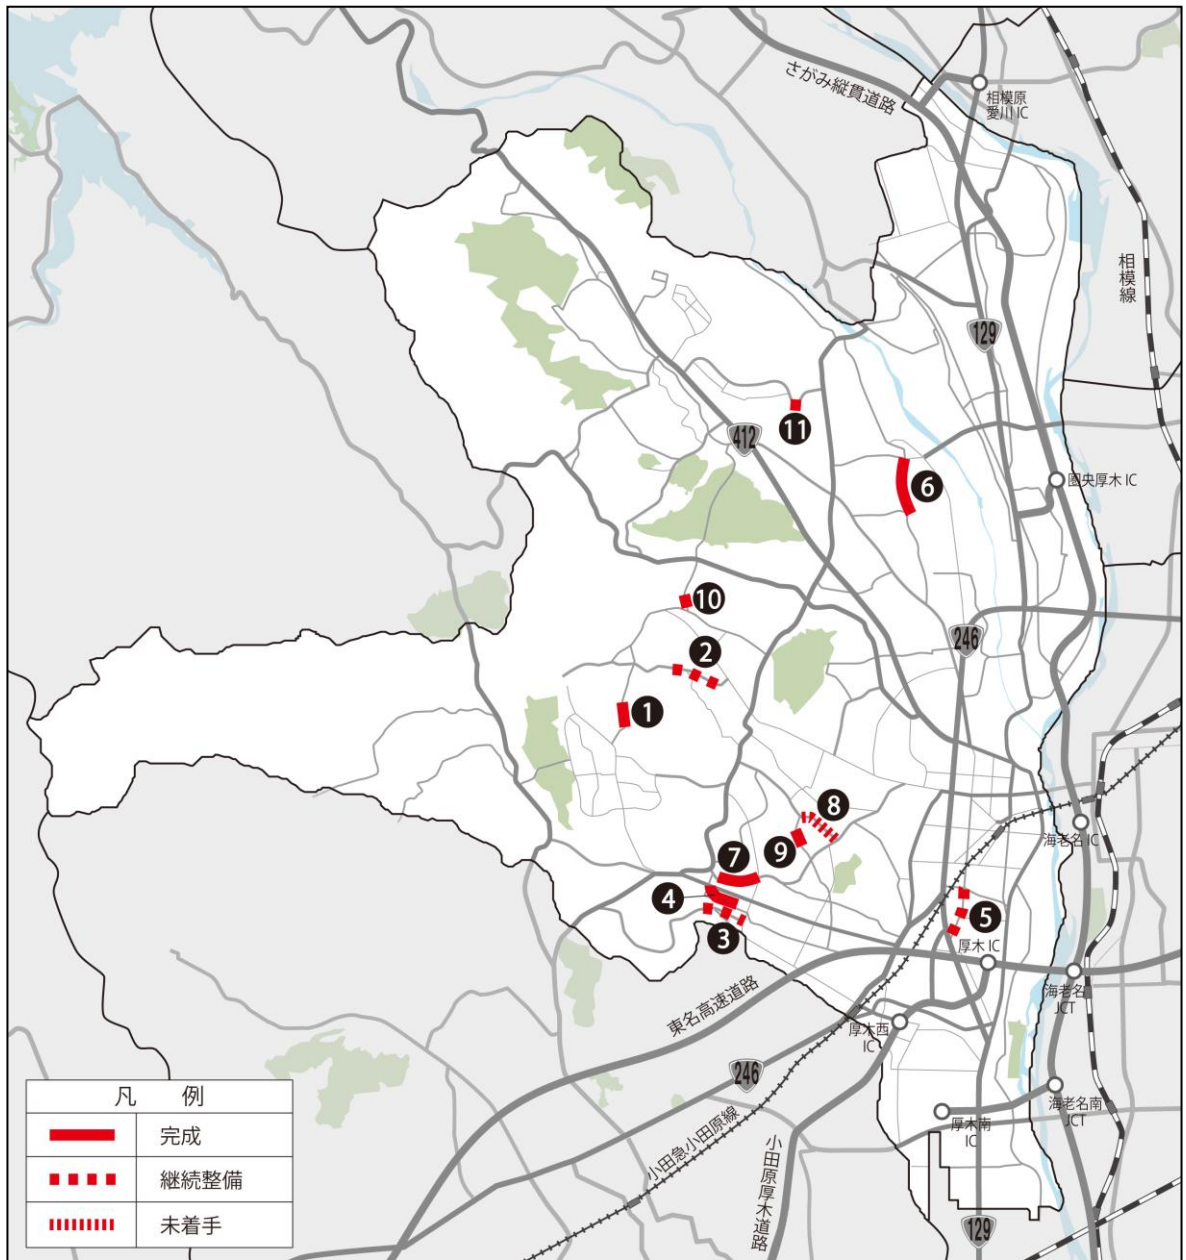 さがみ縦貫道路
相模原
愛川 IC
相模線
129
412
11
6
圏央厚木 IC
10
246
2
1
8
9
海老名 IC
7
4
5
3
厚木 IC
海老名
JCT
東名高速道路
厚木西
IC
246
海老名南
JCT
厚木南
IC
小田急小田原線
小田原厚木道路
129
凡 例
完成
継続整備
未着手